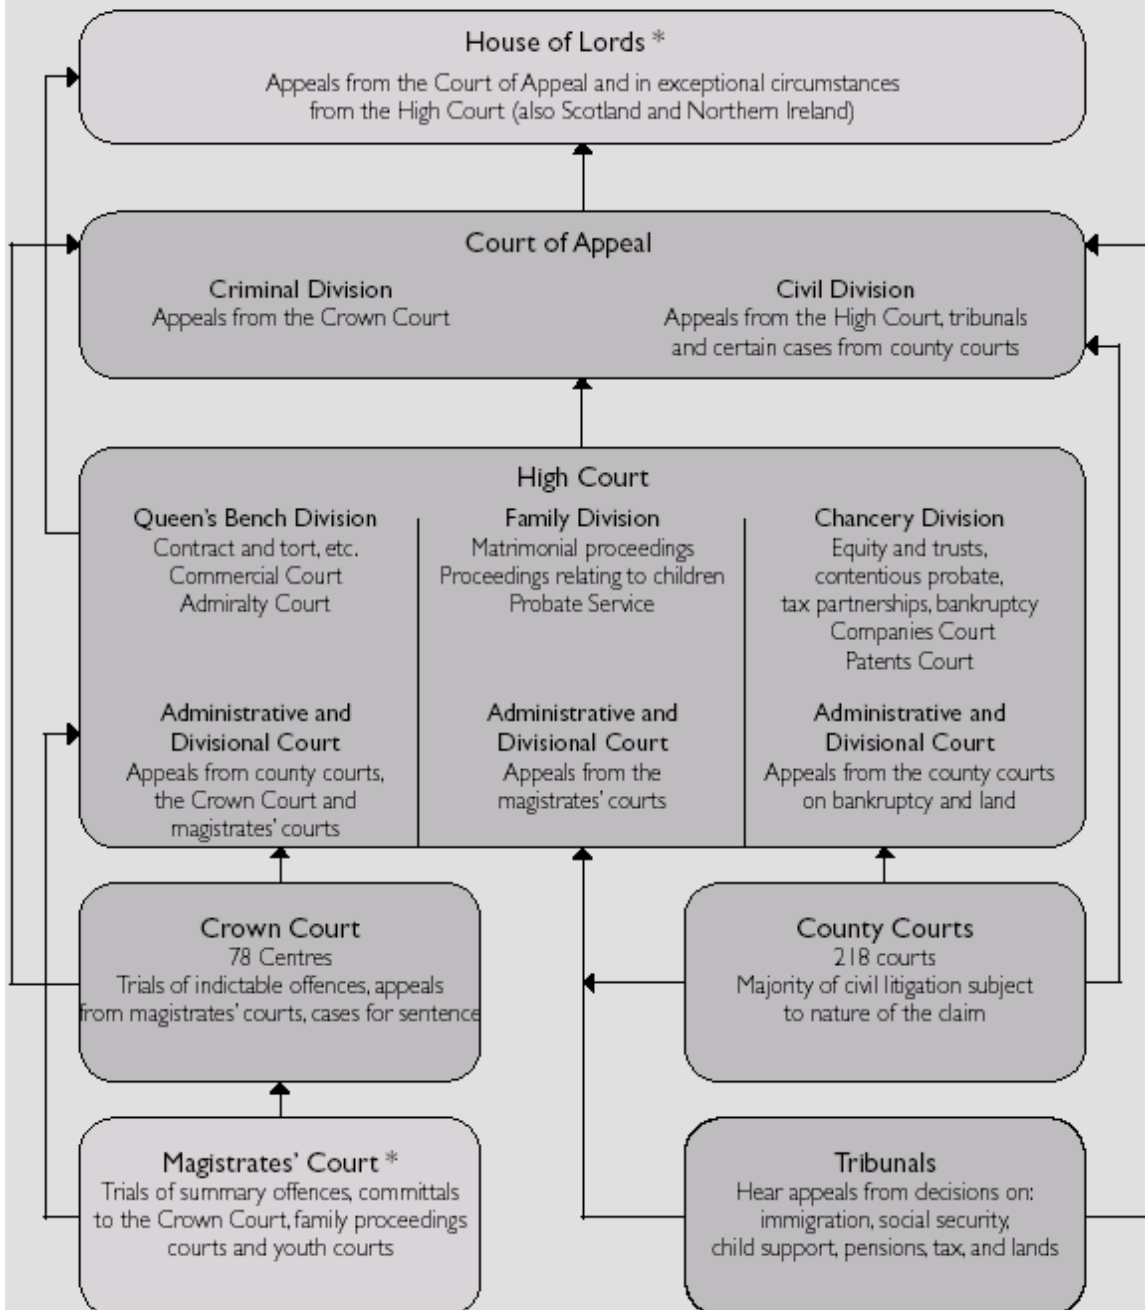 House of Lords *
Appeals from the Court of Appeal and in exceptional circumstances
from the High Court (also Scotland and Northern Ireland)
Court of Appeal
Criminal Division
Appeals from the Crown Court
Civil Division
Appeals from the High Court, tribunals
and certain cases from county courts
High Court
Queen's Bench Division
Contract and tort, etc.
Commercial Court
Admiralty Court
Administrative and
Divisional Court
Appeals from county courts,
the Crown Court and
magistrates' courts
Family Division
Matrimonial proceedings
Proceedings relating to children
Probate Service
Administrative and
Divisional Court
Appeals from the
magistrates' courts
Chancery Division
Equity and trusts,
contentious probate,
tax partnerships, bankruptcy
Companies Court
Patents Court
Administrative and
Divisional Court
Appeals from the county courts
on bankruptcy and land
Crown Court
78 Centres
Trials of indictable offences, appeals
from magistrates' courts, cases for sentence
County Courts
218 courts
Majority of civil litigation subject
to nature of the claim
Magistrates' Court *
Trials of summary offences, committals
to the Crown Court, family proceedings
courts and youth courts
Tribunals
Hear appeals from decisions on:
immigration, social security,
child support, pensions, tax, and lands